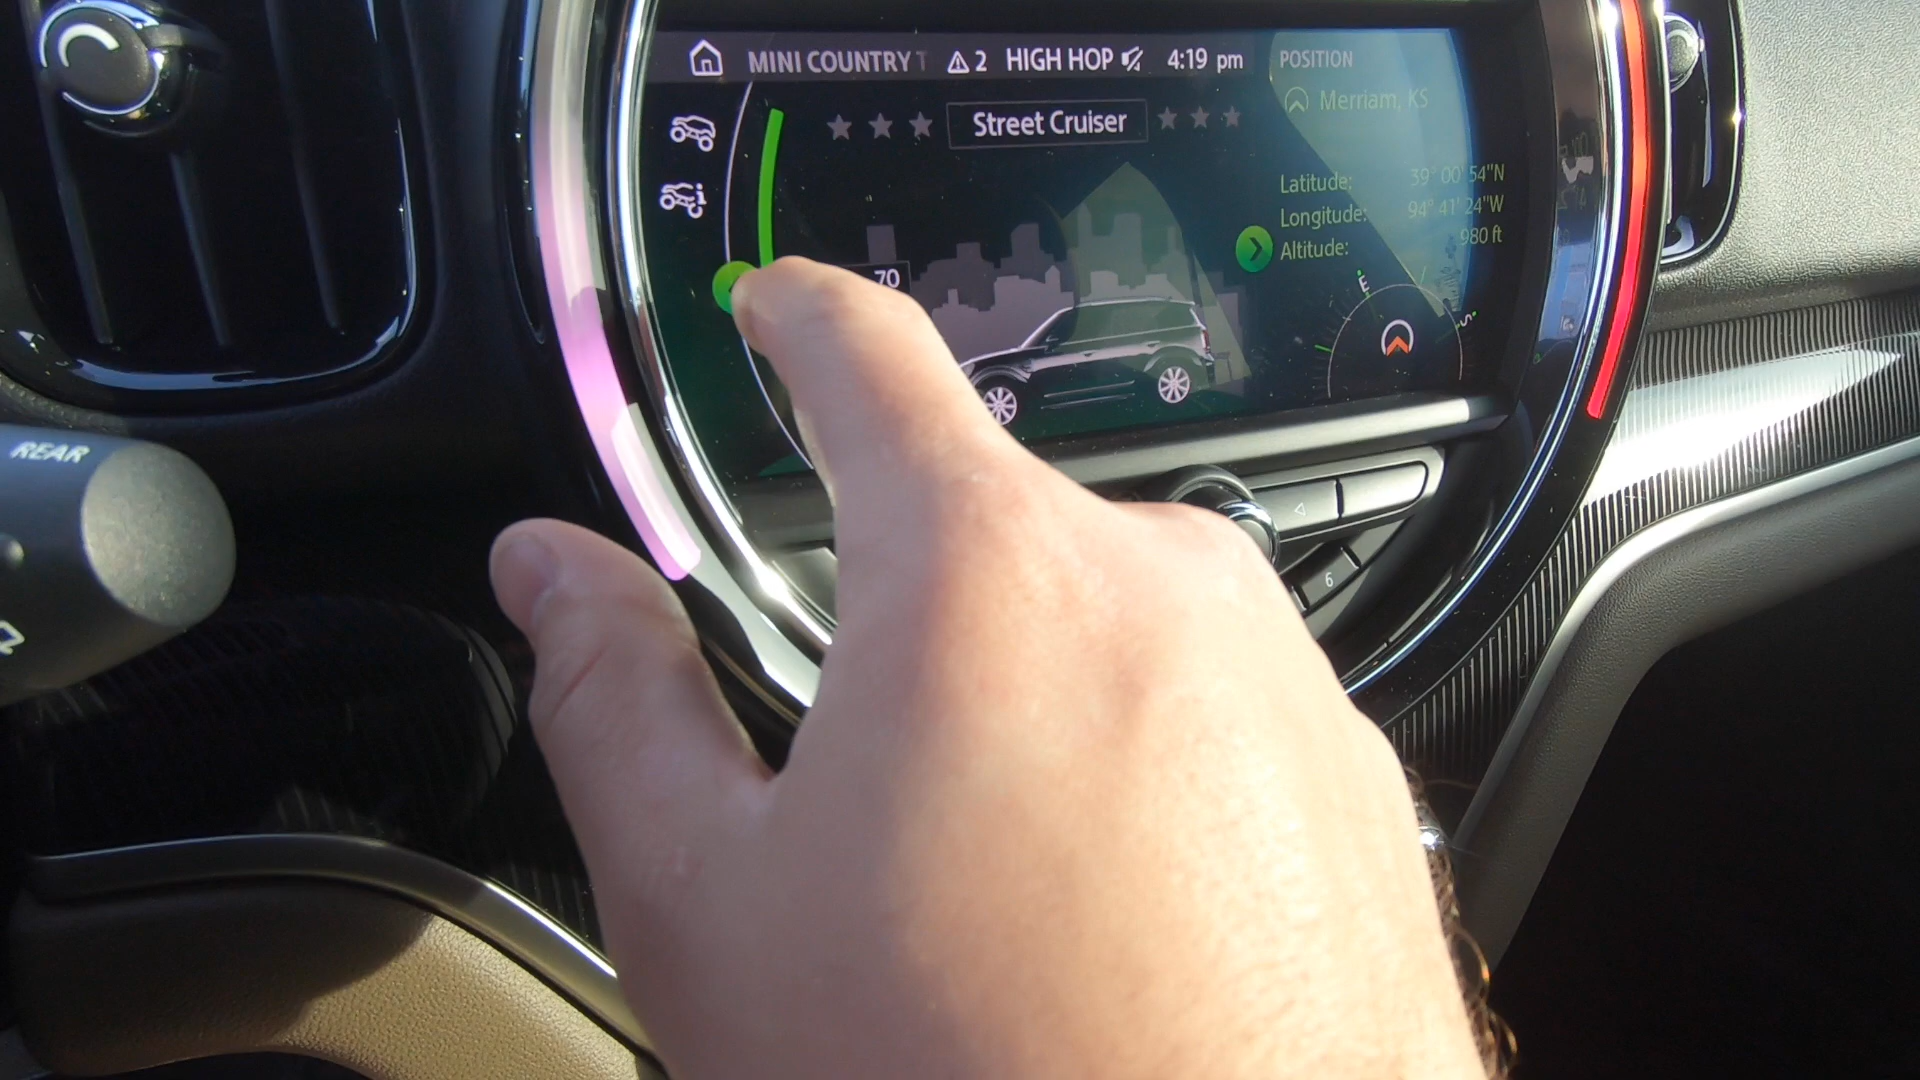 MINI COUNTRY T
2
HIGH HOP
4:19 pm
POSITION
Merriam, KS
Street Cruiser
Latitude: 39° 00' 54"N
Longitude: 94° 41' 24"W
Altitude: 980 ft
70
E
S
REAR
6